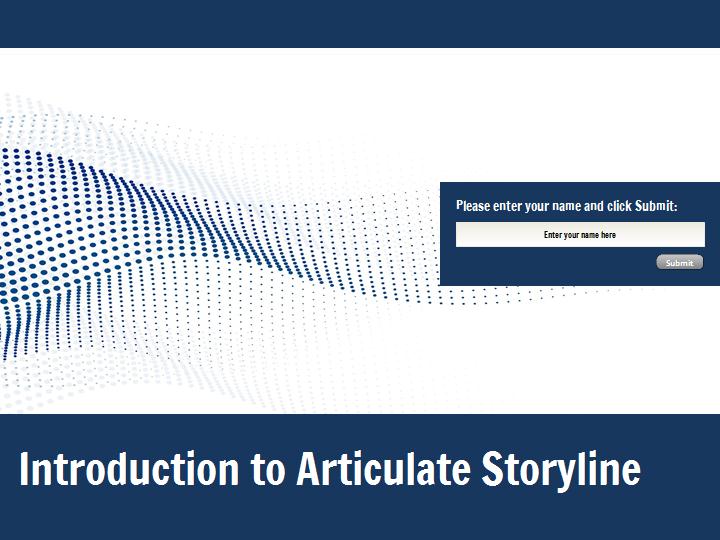 Please enter your name and click Submit:
Enter your name here
Submit
Introduction to Articulate Storyline